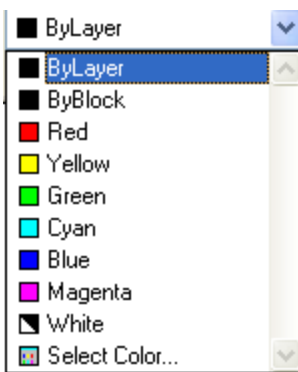 ByLayer
ByLayer
ByBlock
Red
Yellow
Green
Cyan
Blue
Magenta
White
Select Color...